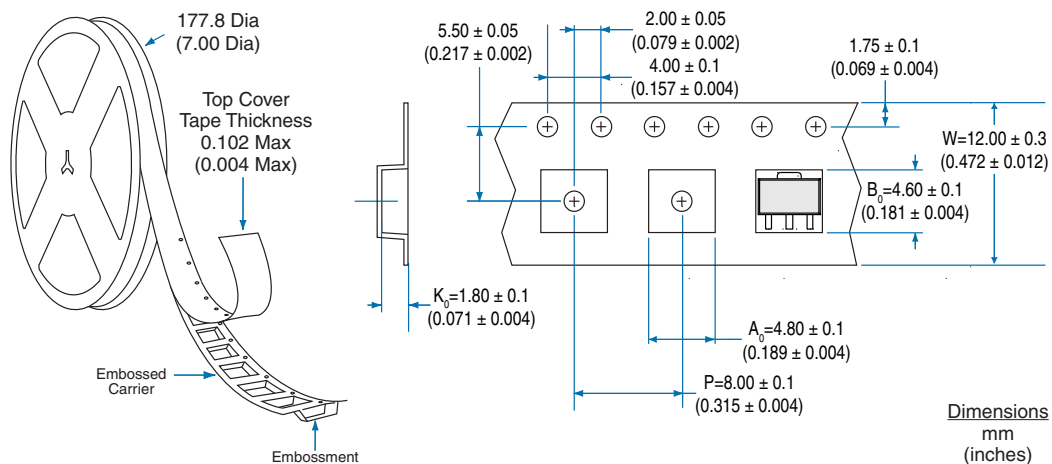 177.8 Dia
(7.00 Dia)
Top Cover
Tape Thickness
0.102 Max
(0.004 Max)
Embossed
Carrier
Embossment
5.50 ± 0.05
(0.217 ± 0.002)
2.00 ± 0.05
(0.079 ± 0.002)
4.00 ± 0.1
(0.157 ± 0.004)
1.75 ± 0.1
(0.069 ± 0.004)
W=12.00 ± 0.3
(0.472 ± 0.012)
B₀=4.60 ± 0.1
(0.181 ± 0.004)
K₀=1.80 ± 0.1
(0.071 ± 0.004)
A₀=4.80 ± 0.1
(0.189 ± 0.004)
P=8.00 ± 0.1
(0.315 ± 0.004)
Dimensions
mm
(inches)